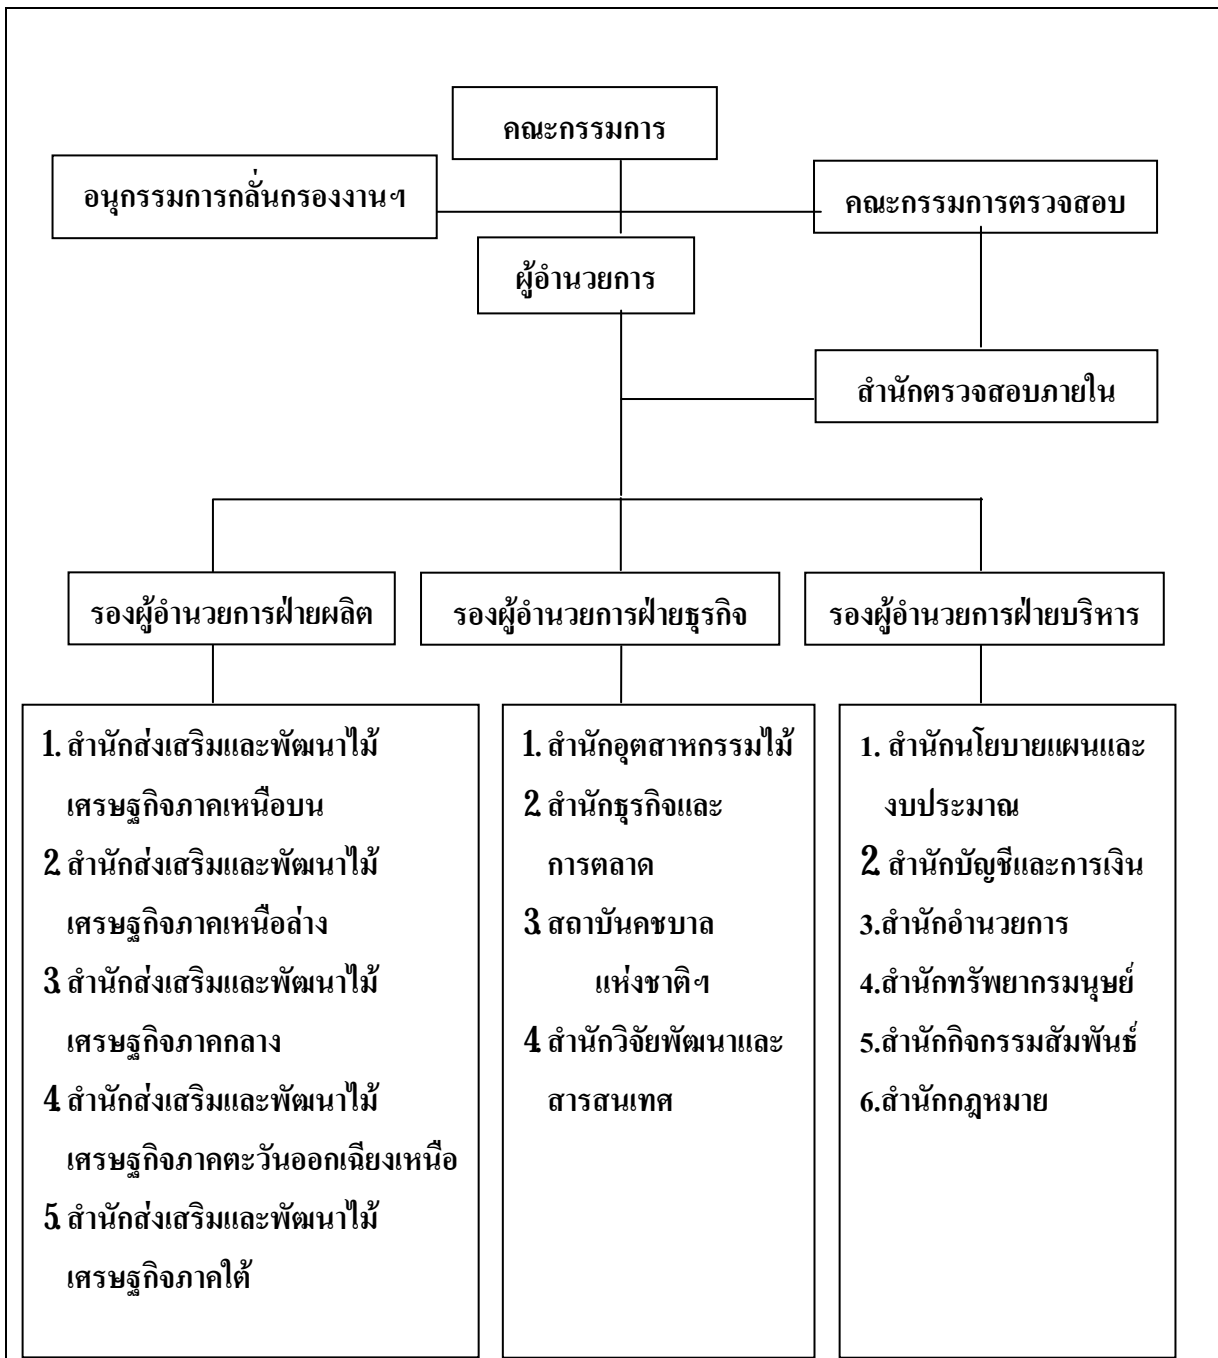 คณะกรรมการ
อนุกรรมการกลั่นกรองงานฯ
คณะกรรมการตรวจสอบ
ผู้อำนวยการ
สำนักตรวจสอบภายใน
รองผู้อำนวยการฝ่ายผลิต
รองผู้อำนวยการฝ่ายธุรกิจ
รองผู้อำนวยการฝ่ายบริหาร
1. สำนักส่งเสริมและพัฒนาไม้
เศรษฐกิจภาคเหนือบน
2. สำนักส่งเสริมและพัฒนาไม้
เศรษฐกิจภาคเหนือล่าง
3. สำนักส่งเสริมและพัฒนาไม้
เศรษฐกิจภาคกลาง
4. สำนักส่งเสริมและพัฒนาไม้
เศรษฐกิจภาคตะวันออกเฉียงเหนือ
5. สำนักส่งเสริมและพัฒนาไม้
เศรษฐกิจภาคใต้
1. สำนักอุตสาหกรรมไม้
2. สำนักธุรกิจและ
การตลาด
3. สถาบันคชบาล
แห่งชาติฯ
4. สำนักวิจัยพัฒนาและ
สารสนเทศ
1. สำนักนโยบายแผนและ
งบประมาณ
2. สำนักบัญชีและการเงิน
3.สำนักอำนวยการ
4.สำนักทรัพยากรมนุษย์
5.สำนักกิจกรรมสัมพันธ์
6.สำนักกฎหมาย